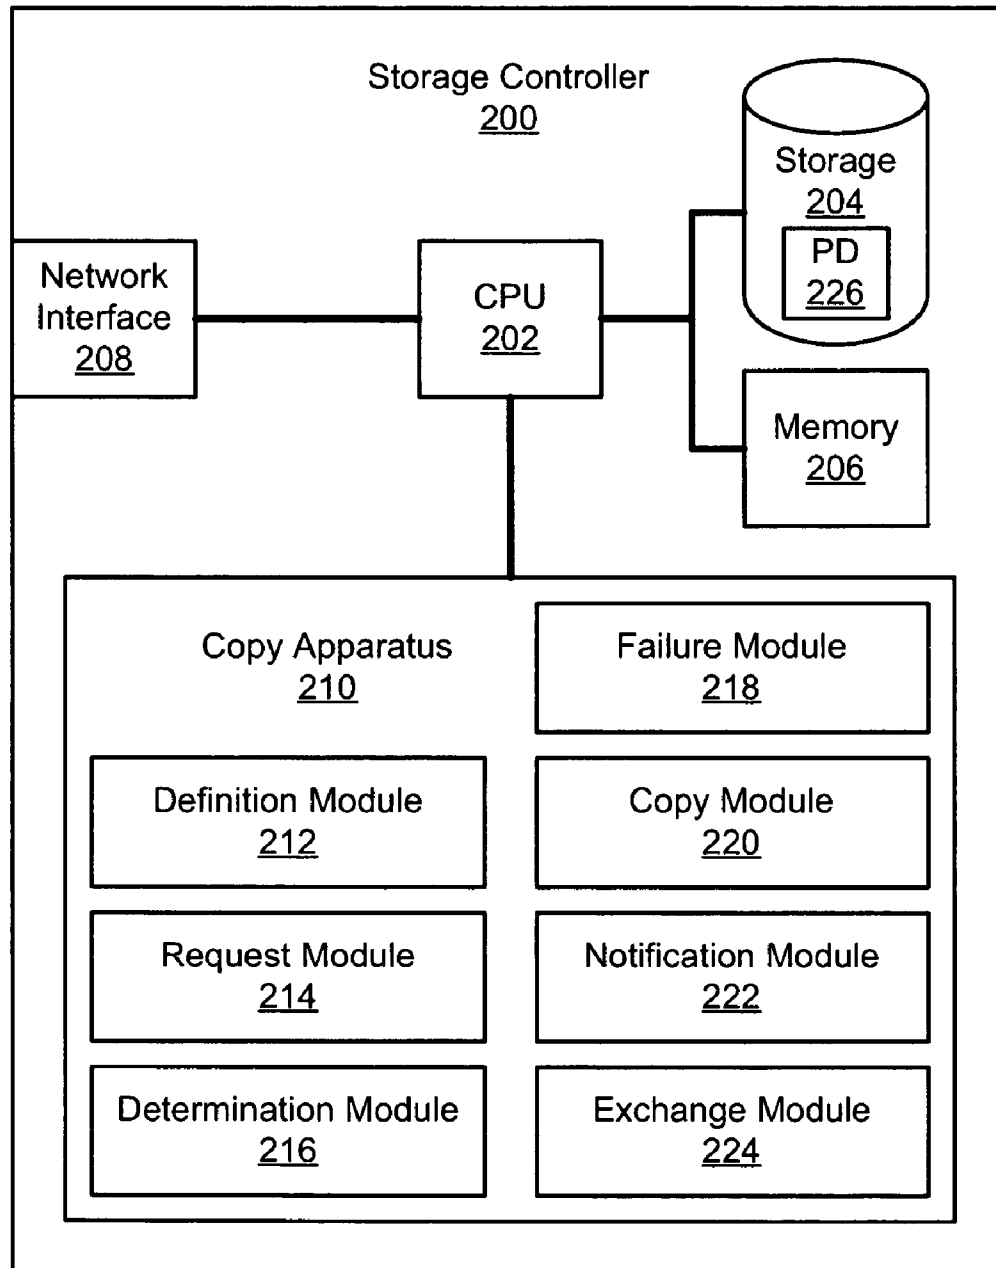 Storage Controller
200
Storage
204
PD
226
Network
Interface
208
CPU
202
Memory
206
Copy Apparatus
210
Failure Module
218
Definition Module
212
Copy Module
220
Request Module
214
Notification Module
222
Determination Module
216
Exchange Module
224